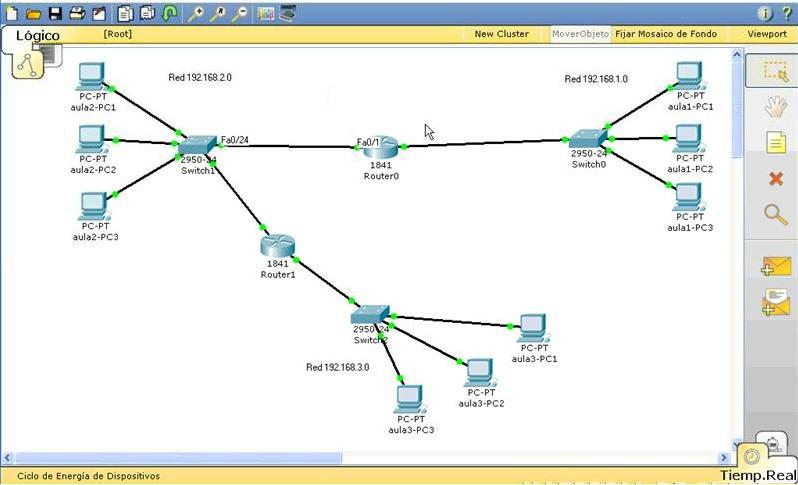 Lógico
[Root]
New Cluster
MoverObjeto
Fijar Mosaico de Fondo
Viewport
Red 192.168.2.0
Red 192.168.1.0
PC-PT
aula2-PC1
PC-PT
aula1-PC1
Fa0/24
Fa0/1
2950-24
Switch1
1841
Router0
2950-24
Switch0
PC-PT
aula2-PC2
PC-PT
aula1-PC2
PC-PT
aula2-PC3
PC-PT
aula1-PC3
1841
Router1
2950-24
Switch2
PC-PT
aula3-PC1
Red 192.168.3.0
PC-PT
aula3-PC2
PC-PT
aula3-PC3
Ciclo de Energía de Dispositivos
Tiemp.Real